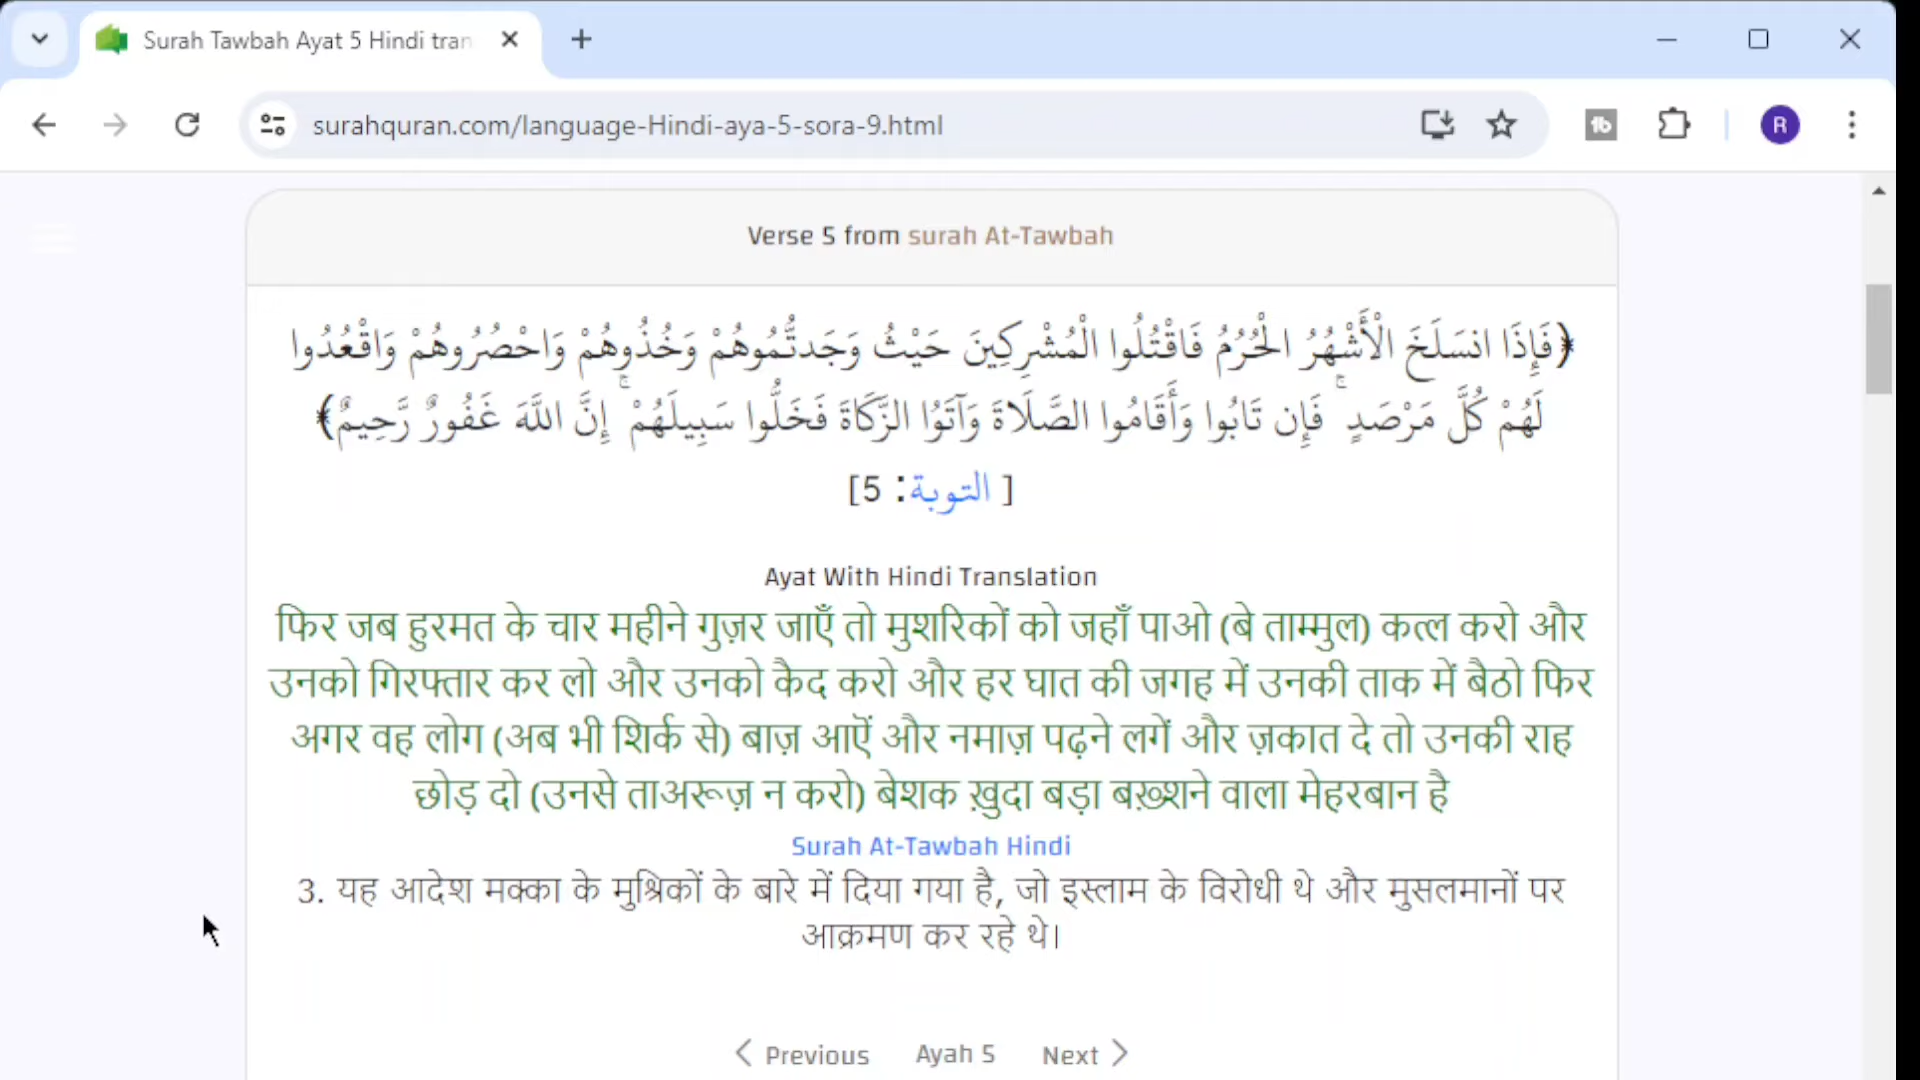 Surah Tawbah Ayat 5 Hindi tran
surahquran.com/language-Hindi-aya-5-sora-9.html
R
Verse 5 from surah At-Tawbah
﴿فَإِذَا انسَلَخَ الْأَشْهُرُ الْحُرُمُ فَاقْتُلُوا الْمُشْرِكِينَ حَيْثُ وَجَدتُّمُوهُمْ وَخُذُوهُمْ وَاحْصُرُوهُمْ وَاقْعُدُوا
لَهُمْ كُلَّ مَرْصَدٍ ۚ فَإِن تَابُوا وَأَقَامُوا الصَّلَاةَ وَآتَوُا الزَّكَاةَ فَخَلُّوا سَبِيلَهُمْ ۚ إِنَّ اللَّهَ غَفُورٌ رَّحِيمٌ﴾
[ التوبة: 5]
Ayat With Hindi Translation
फिर जब हुरमत के चार महीने गुज़र जाएँ तो मुशरिकों को जहाँ पाओ (बे ताम्मुल) कत्ल करो और
उनको गिरफ्तार कर लो और उनको कैद करो और हर घात की जगह में उनकी ताक में बैठो फिर
अगर वह लोग (अब भी शिर्क से) बाज़ आऎं और नमाज़ पढ़ने लगें और ज़कात दे तो उनकी राह
छोड़ दो (उनसे ताअरूज़ न करो) बेशक ख़ुदा बड़ा बख़्शने वाला मेहरबान है
Surah At-Tawbah Hindi
3. यह आदेश मक्का के मुश्रिकों के बारे में दिया गया है, जो इस्लाम के विरोधी थे और मुसलमानों पर
आक्रमण कर रहे थे।
Previous Ayah 5 Next